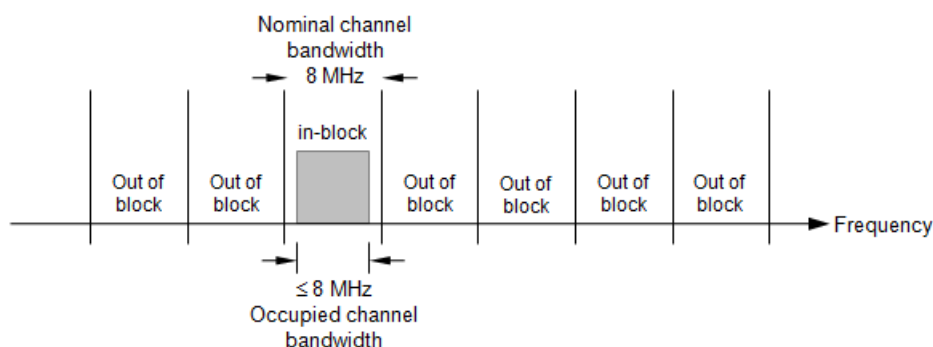 Nominal channel
bandwidth
8 MHz
in-block
Out of
block
Out of
block
Out of
block
Out of
block
Out of
block
Out of
block
Frequency
≤ 8 MHz
Occupied channel
bandwidth